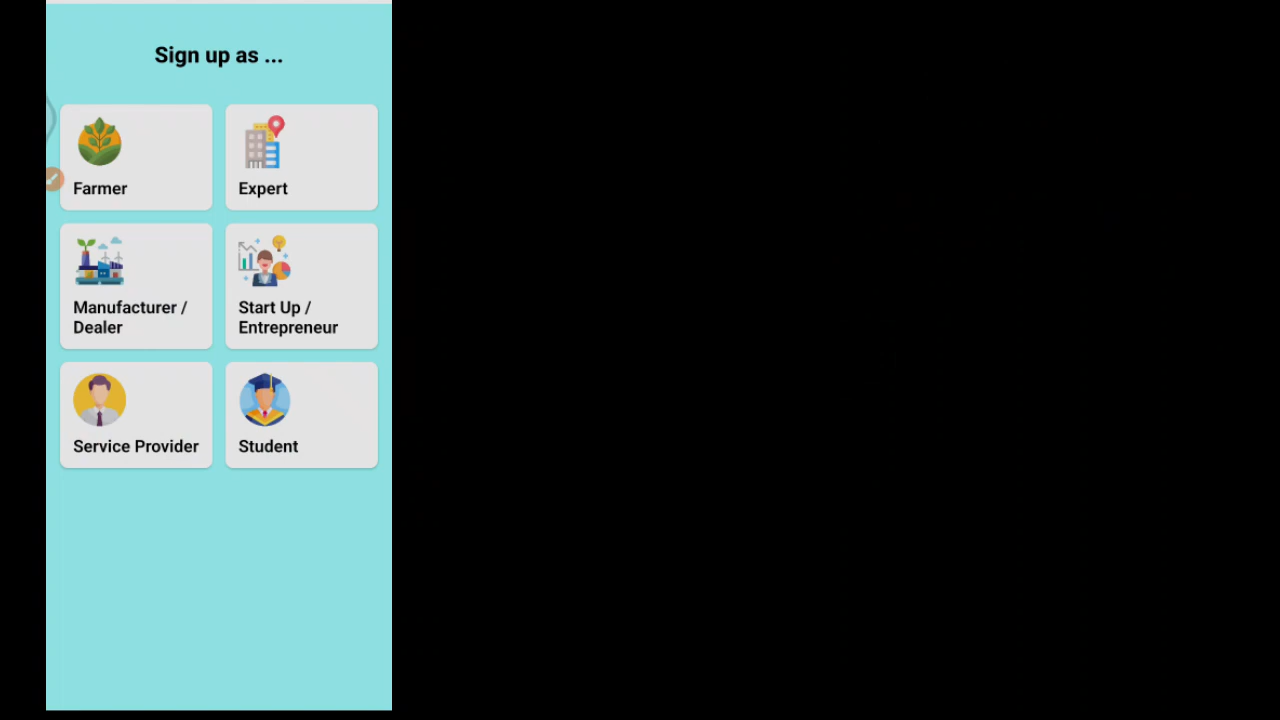 Sign up as ...
Farmer
Expert
Manufacturer /
Dealer
Start Up /
Entrepreneur
Service Provider
Student